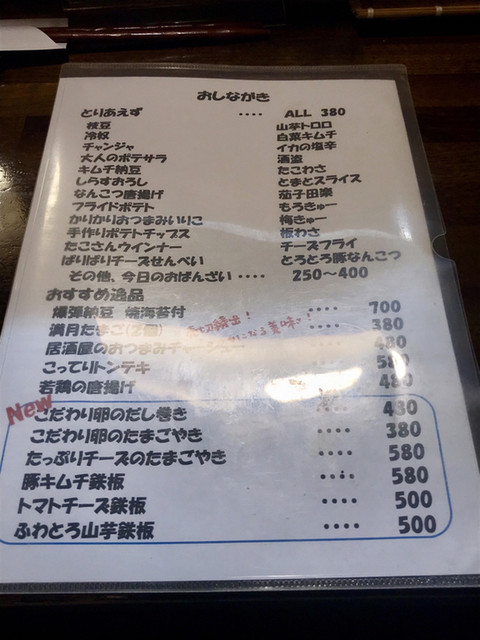 おしながき
とりあえず ････ ALL 380
枝豆 山芋トロロ
冷奴 白菜キムチ
チャンジャ イカの塩辛
大人のポテサラ 酒盗
キムチ納豆 たこわさ
しらすおろし とまとスライス
なんこつ唐揚げ 茄子田楽
フライドポテト もろきゅー
かりかりおつまみいりこ 梅きゅー
手作りポテトチップス 板わさ
たこさんウインナー チーズフライ
ぱりぱりチーズせんべい とろとろ豚なんこつ
その他、今日のおばんざい ････ 250～400
おすすめ逸品
爆弾納豆 焼海苔付 ････ 700
満月たまご(2個) ････ 380
居酒屋のおつまみチャーシュー ････ 480
こってりトンテキ ････ 580
若鶏の唐揚げ 480
New
こだわり卵のだし巻き ････ 480
こだわり卵のたまごやき ････ 380
たっぷりチーズのたまごやき ････ 580
豚キムチ鉄板 ････ 580
トマトチーズ鉄板 ････ 500
ふわとろ山芋鉄板 ････ 500